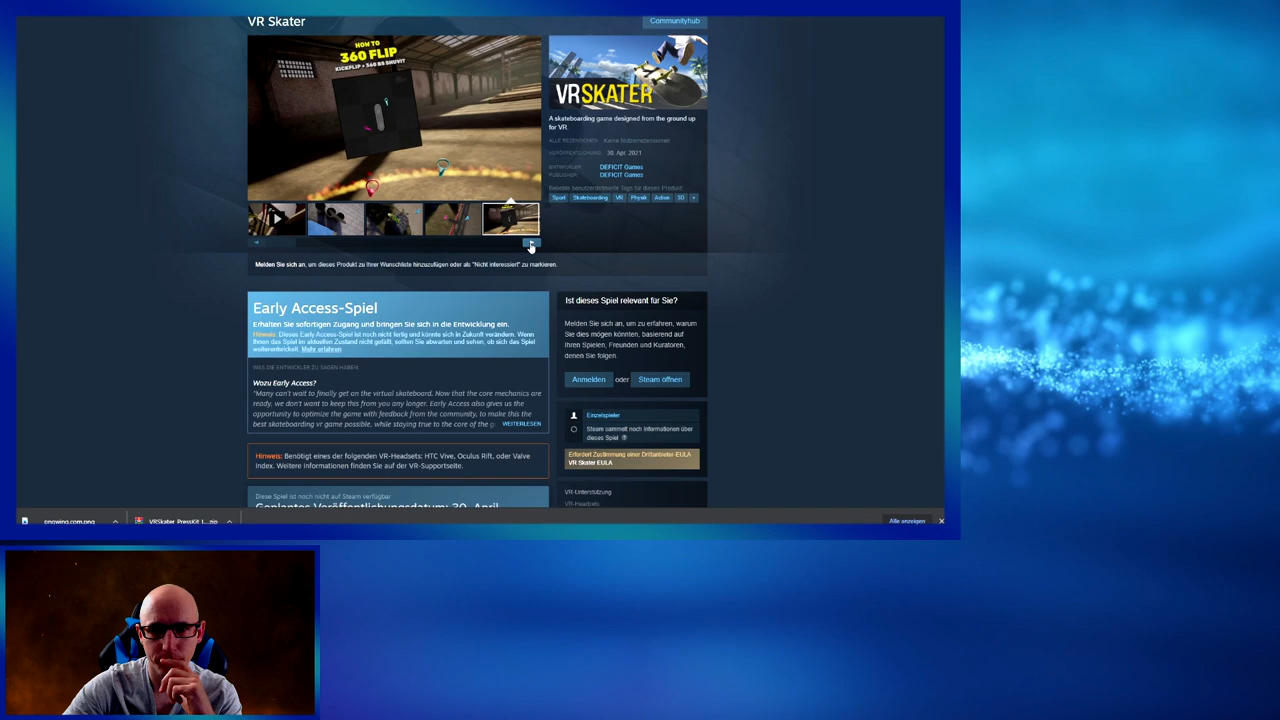 VR Skater
Communityhub
HOW TO
360 FLIP
KICKFLIP + 360 BS SHUVIT
VRSKATER
A skateboarding game designed from the ground up
for VR.
ALLE REZENSIONEN: Keine Nutzerrezensionen
VERÖFFENTLICHUNG: 30. Apr. 2021
ENTWICKLER: DEFICIT Games
PUBLISHER: DEFICIT Games
Beliebte benutzerdefinierte Tags für dieses Produkt:
Sport Skateboarding VR Physik Action 3D +
Melden Sie sich an, um dieses Produkt zu Ihrer Wunschliste hinzuzufügen oder als "Nicht interessiert" zu markieren.
Early Access-Spiel
Erhalten Sie sofortigen Zugang und bringen Sie sich in die Entwicklung ein.
Hinweis: Dieses Early Access-Spiel ist noch nicht fertig und könnte sich in Zukunft verändern. Wenn
Ihnen das Spiel im aktuellen Zustand nicht gefällt, sollten Sie abwarten und sehen, ob sich das Spiel
weiterentwickelt. Mehr erfahren
WAS DIE ENTWICKLER ZU SAGEN HABEN:
Wozu Early Access?
"Many can't wait to finally get on the virtual skateboard. Now that the core mechanics are
ready, we don't want to keep this from you any longer. Early Access also gives us the
opportunity to optimize the game with feedback from the community, to make this the
best skateboarding vr game possible, while staying true to the core of the g WEITERLESEN
Hinweis: Benötigt eines der folgenden VR-Headsets: HTC Vive, Oculus Rift, oder Valve
Index. Weitere Informationen finden Sie auf der VR-Supportseite.
Diese Spiel ist noch nicht auf Steam verfügbar
Geplantes Veröffentlichungsdatum: 30. April
Ist dieses Spiel relevant für Sie?
Melden Sie sich an, um zu erfahren, warum
Sie dies mögen könnten, basierend auf
Ihren Spielen, Freunden und Kuratoren,
denen Sie folgen.
Anmelden oder Steam öffnen
Einzelspieler
Steam sammelt noch Informationen über
dieses Spiel
Erfordert Zustimmung einer Drittanbieter-EULA
VR Skater EULA
VR-Unterstützung
VR-Headsets
pngwing.com.png
VRSkater_PressKit_I....zip
Alle anzeigen